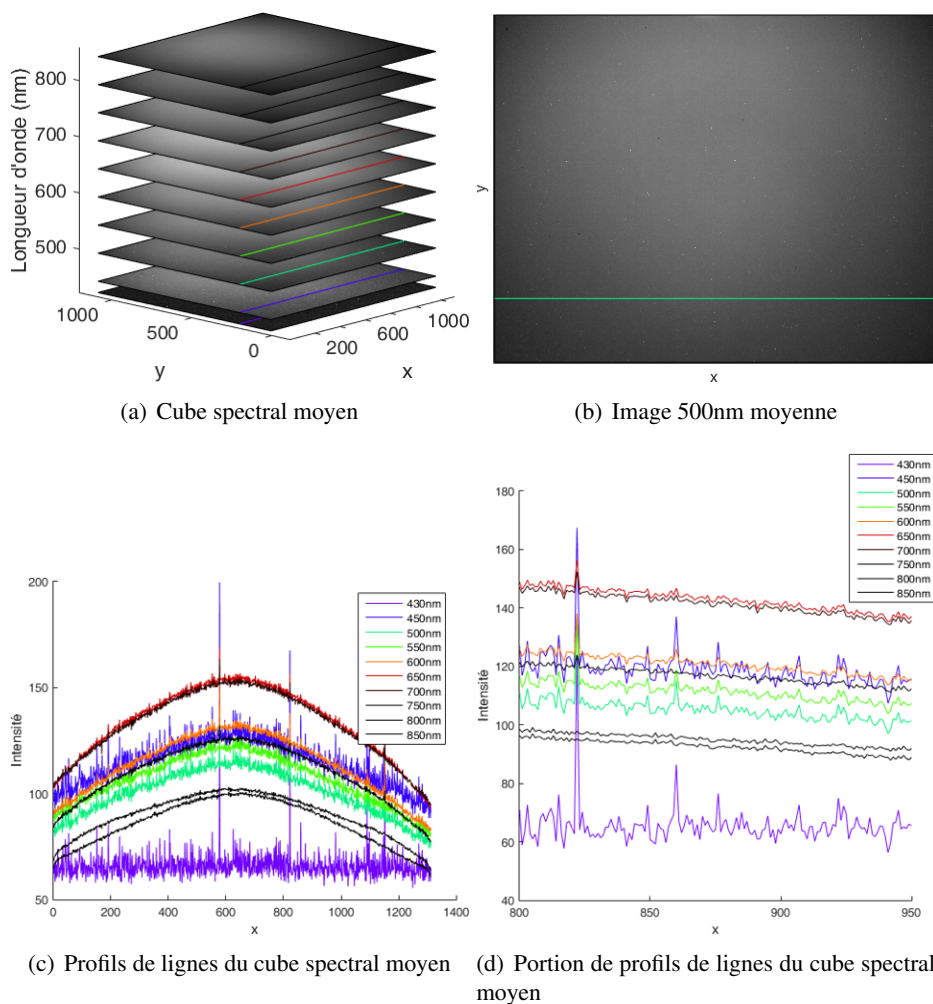 Longueur d'onde (nm)
800
700
600
500
1000
500
0
y
200
400
600
800
1000
x
y
x
(a) Cube spectral moyen
(b) Image 500nm moyenne
Intensité
200
150
100
50
0
200
400
600
800
1000
1200
1400
x
430nm
450nm
500nm
550nm
600nm
650nm
700nm
750nm
800nm
850nm
Intensité
180
160
140
120
100
80
60
40
800
850
900
950
x
430nm
450nm
500nm
550nm
600nm
650nm
700nm
750nm
800nm
850nm
(c) Profils de lignes du cube spectral moyen
(d) Portion de profils de lignes du cube spectral
moyen